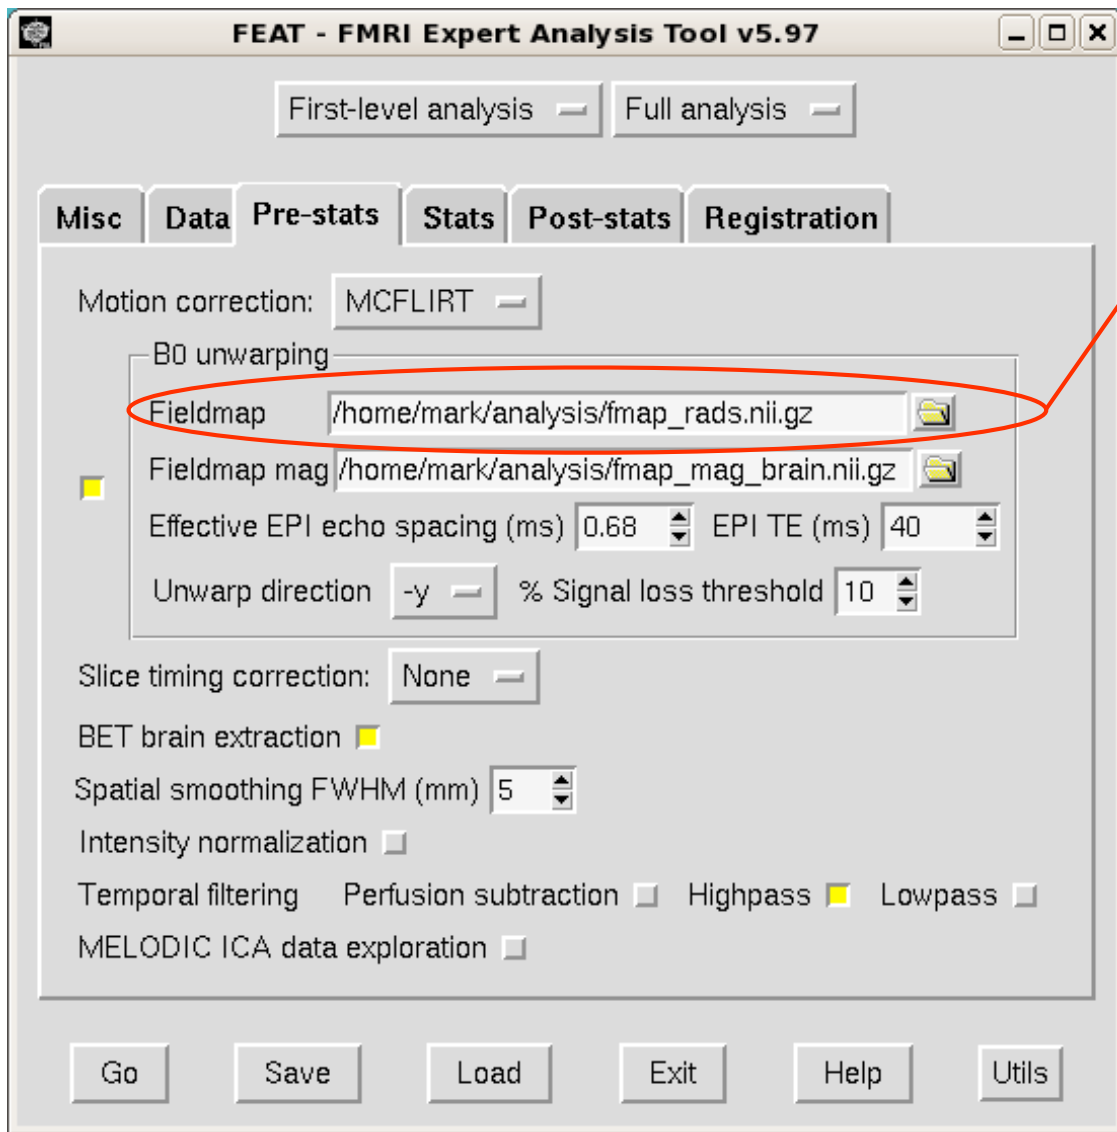 FEAT - FMRI Expert Analysis Tool v5.97
First-level analysis Full analysis
Misc Data Pre-stats Stats Post-stats Registration
Motion correction: MCFLIRT
B0 unwarping
Fieldmap /home/mark/analysis/fmap_rads.nii.gz
Fieldmap mag /home/mark/analysis/fmap_mag_brain.nii.gz
Effective EPI echo spacing (ms) 0.68 EPI TE (ms) 40
Unwarp direction -y % Signal loss threshold 10
Slice timing correction: None
BET brain extraction
Spatial smoothing FWHM (mm) 5
Intensity normalization
Temporal filtering Perfusion subtraction Highpass Lowpass
MELODIC ICA data exploration
Go Save Load Exit Help Utils